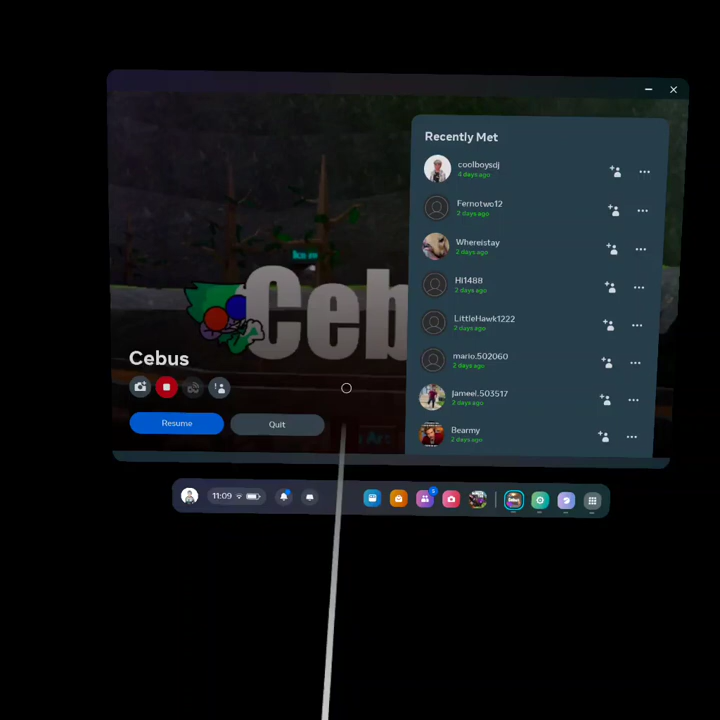 Recently Met
coolboysdj
4 days ago
Fernotwo12
2 days ago
Whereistay
2 days ago
Hi1488
2 days ago
LittleHawk1222
2 days ago
mario.502060
2 days ago
Jameel.503517
2 days ago
Bearmy
2 days ago
Ceb
Cebus
Resume
Quit
11:09